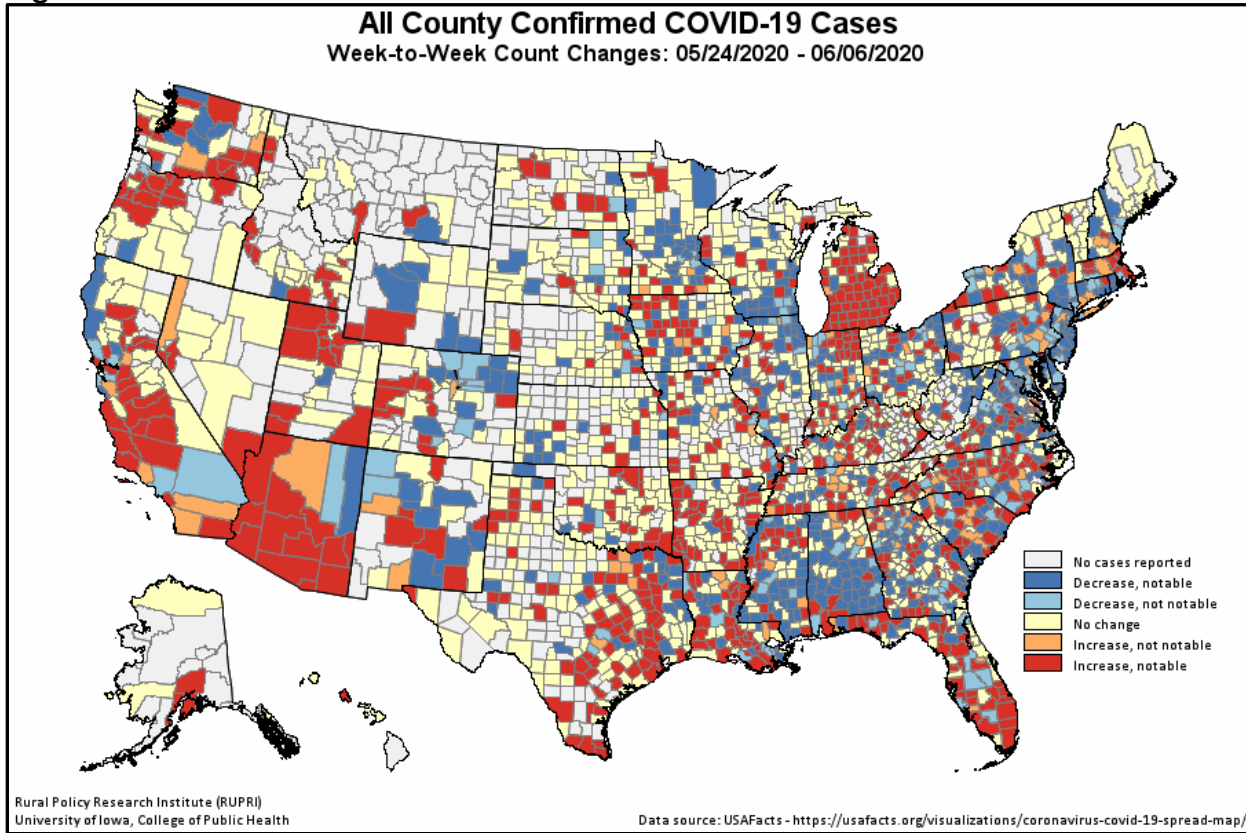 All County Confirmed COVID-19 Cases
Week-to-Week Count Changes: 05/24/2020 - 06/06/2020
No cases reported
Decrease, notable
Decrease, not notable
No change
Increase, not notable
Increase, notable
Rural Policy Research Institute (RUPRI)
University of Iowa, College of Public Health
Data source: USAFacts - https://usafacts.org/visualizations/coronavirus-covid-19-spread-map/